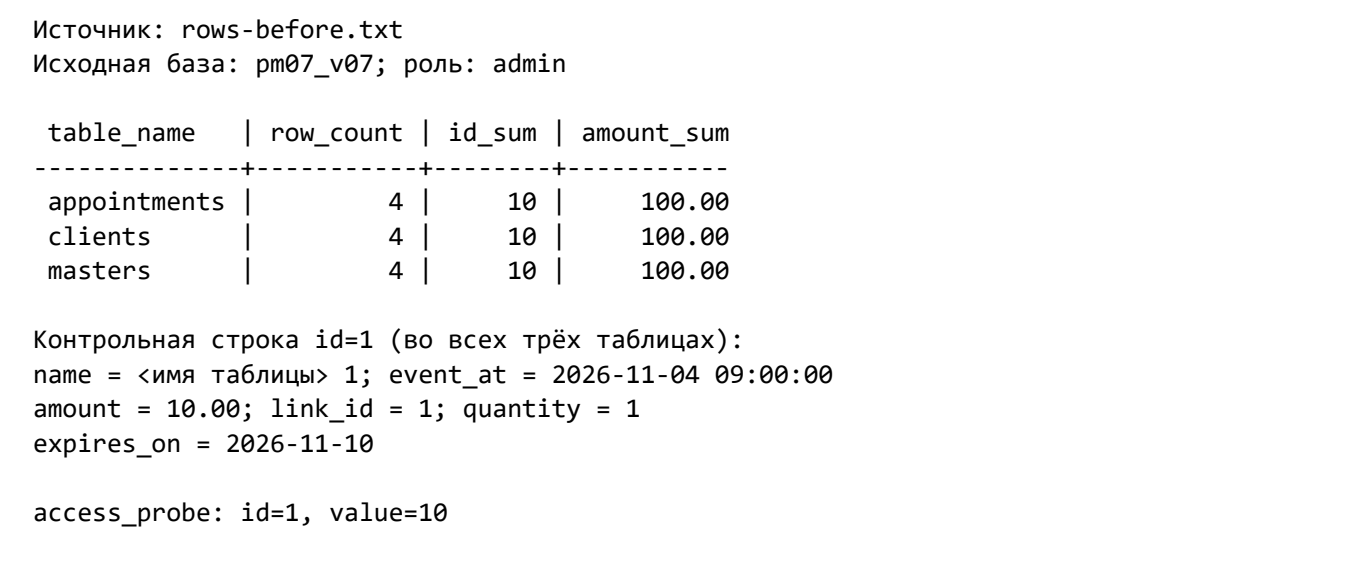 Источник: rows-before.txt
Исходная база: pm07_v07; роль: admin
table_name | row_count | id_sum | amount_sum
--------------+-----------+--------+-----------
appointments | 4 | 10 | 100.00
clients | 4 | 10 | 100.00
masters | 4 | 10 | 100.00
Контрольная строка id=1 (во всех трёх таблицах):
name = <имя таблицы> 1; event_at = 2026-11-04 09:00:00
amount = 10.00; link_id = 1; quantity = 1
expires_on = 2026-11-10
access_probe: id=1, value=10